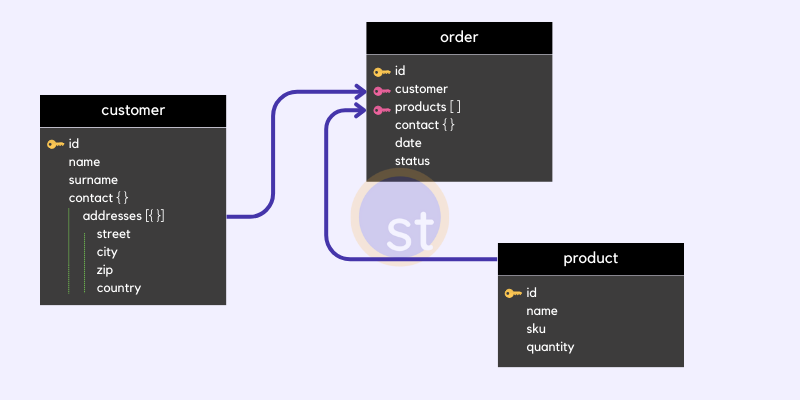 customer
id
name
surname
contact { }
addresses [{ }]
street
city
zip
country
order
id
customer
products [ ]
contact { }
date
status
st
product
id
name
sku
quantity